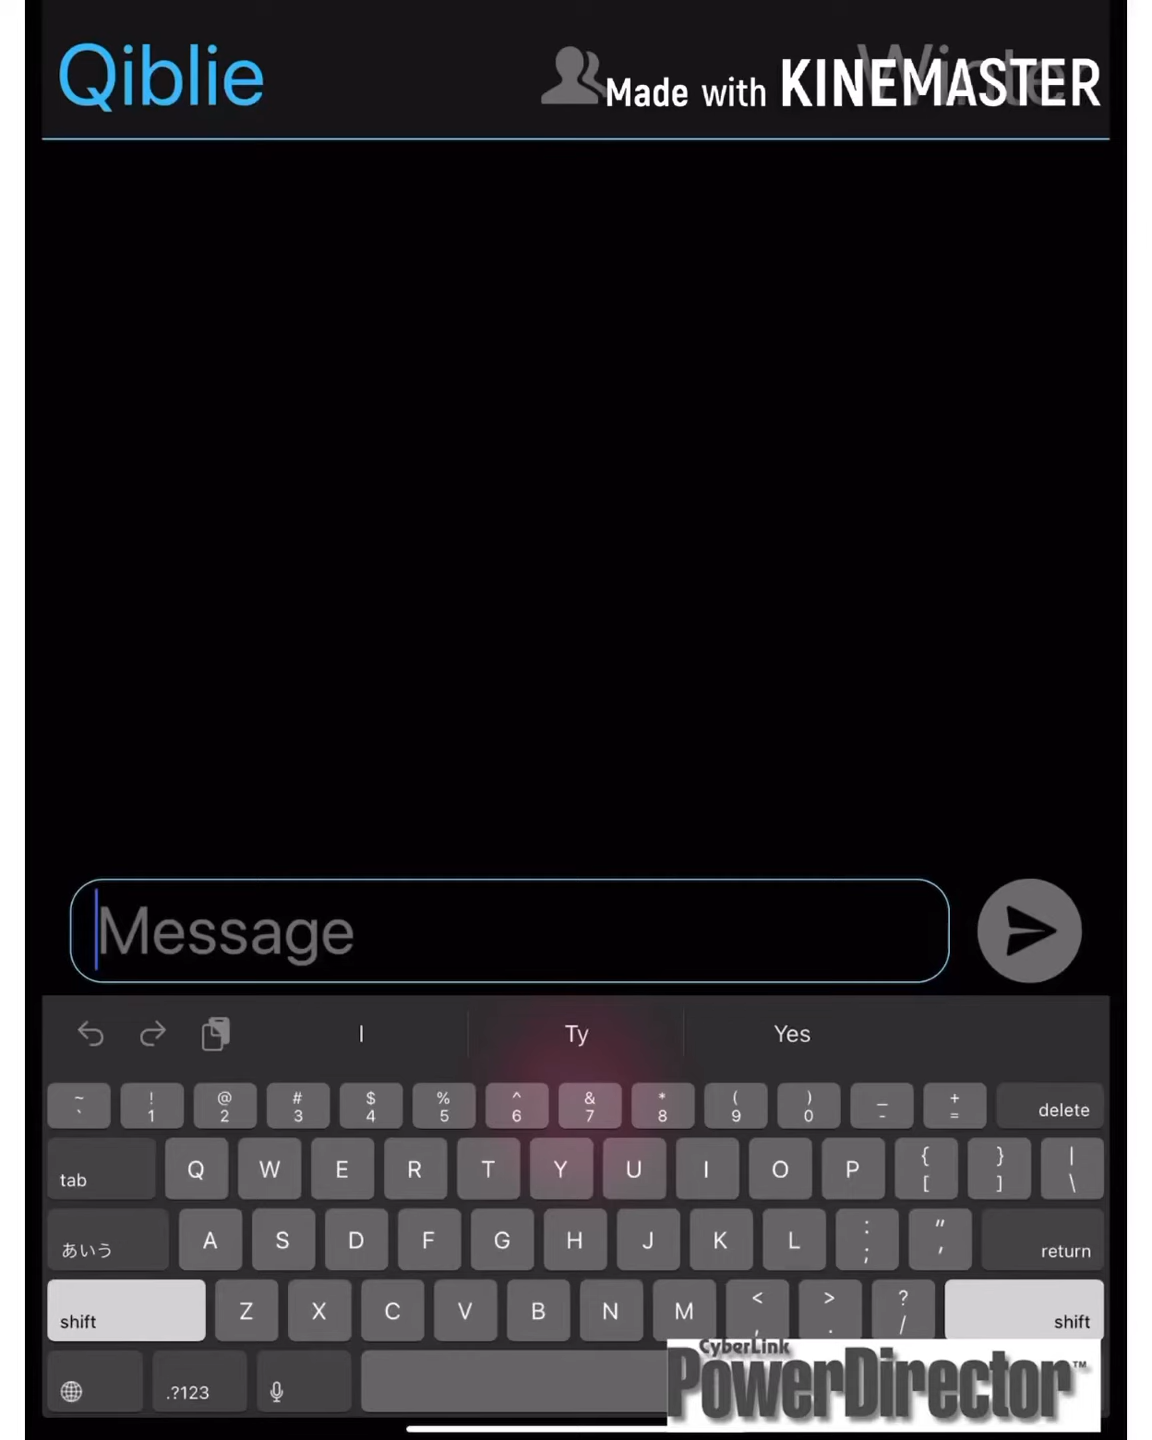 Qiblie
Made with KINEMASTER
Message
I Ty Yes
~ ! @ # $ % ^ & * ( ) _ +
` 1 2 3 4 5 6 7 8 9 0 - = delete
tab Q W E R T Y U I O P { [ } ] | \
あいう A S D F G H J K L : ; " ' return
shift Z X C V B N M < , > . ? / shift
.?123
CyberLink
PowerDirector™